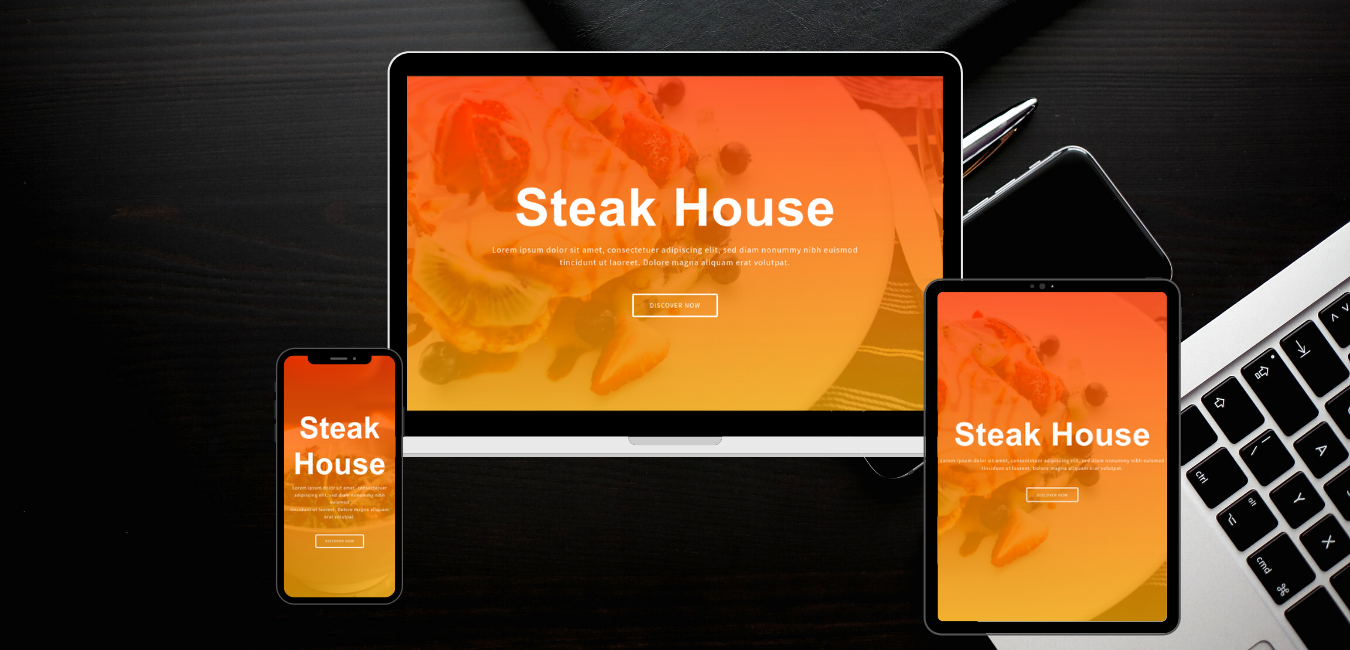 Steak House
Lorem ipsum dolor sit amet, consectetuer adipiscing elit, sed diam nonummy nibh euismod
tincidunt ut laoreet. Dolore magna aliquam erat volutpat.
DISCOVER NOW
Steak
House
Lorem ipsum dolor sit amet, consectetuer
adipiscing elit, sed diam nonummy nibh
euismod
tincidunt ut laoreet. Dolore magna aliquam
erat volutpat.
DISCOVER NOW
Steak House
Lorem ipsum dolor sit amet, consectetuer adipiscing elit, sed diam nonummy nibh euismod
tincidunt ut laoreet. Dolore magna aliquam erat volutpat.
DISCOVER NOW
A
ctrl
alt
Y
X
cmd